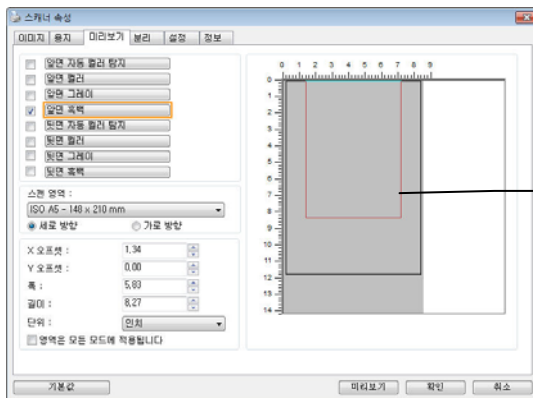 스캐너 속성
이미지 용지 미리보기 분리 설정 정보
앞면 자동 컬러 탐지
앞면 컬러
앞면 그레이
앞면 흑백
뒷면 자동 컬러 탐지
뒷면 컬러
뒷면 그레이
뒷면 흑백
스캔 영역 :
ISO A5 - 148 x 210 mm
세로 방향 가로 방향
X 오프셋 : 1,34
Y 오프셋 : 0,00
폭 : 5,83
길이 : 8,27
단위 : 인치
영역은 모든 모드에 적용됩니다
0 1 2 3 4 5 6 7 8 9
0
1
2
3
4
5
6
7
8
9
10
11
12
13
14
기본값 미리보기 확인 취소